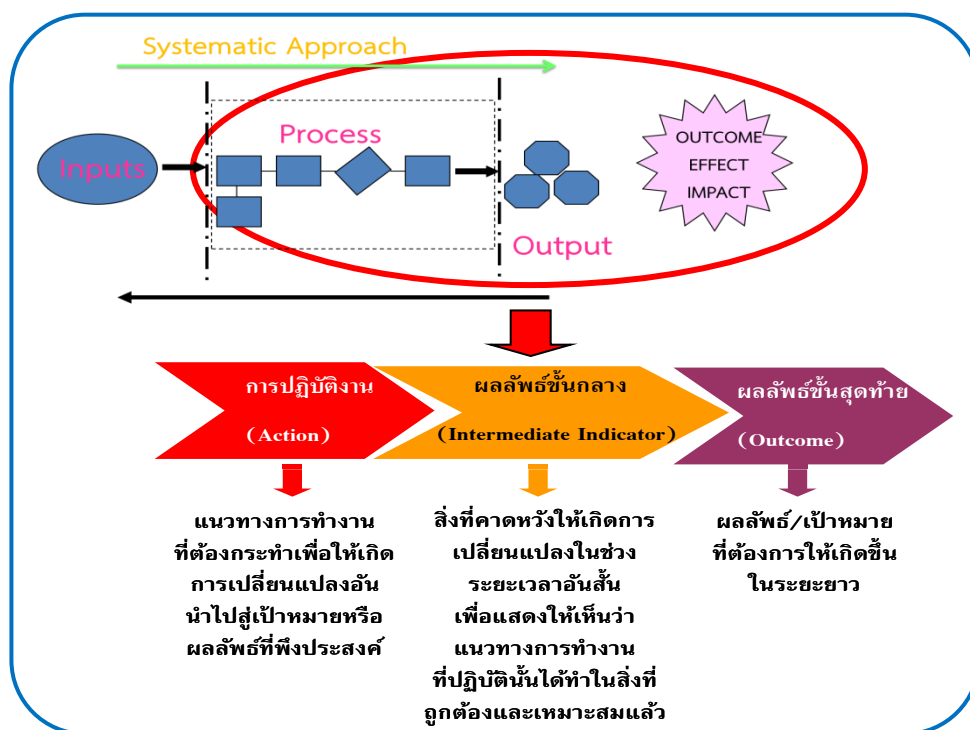 Systematic Approach
Inputs
Process
Output
OUTCOME
EFFECT
IMPACT
การปฏิบัติงาน
(Action)
ผลลัพธ์ขั้นกลาง
(Intermediate Indicator)
ผลลัพธ์ขั้นสุดท้าย
(Outcome)
แนวทางการทำงาน
ที่ต้องกระทำเพื่อให้เกิด
การเปลี่ยนแปลงอัน
นำไปสู่เป้าหมายหรือ
ผลลัพธ์ที่พึงประสงค์
สิ่งที่คาดหวังให้เกิดการ
เปลี่ยนแปลงในช่วง
ระยะเวลาอันสั้น
เพื่อแสดงให้เห็นว่า
แนวทางการทำงาน
ที่ปฏิบัตินั้นได้ทำในสิ่งที่
ถูกต้องและเหมาะสมแล้ว
ผลลัพธ์/เป้าหมาย
ที่ต้องการให้เกิดขึ้น
ในระยะยาว